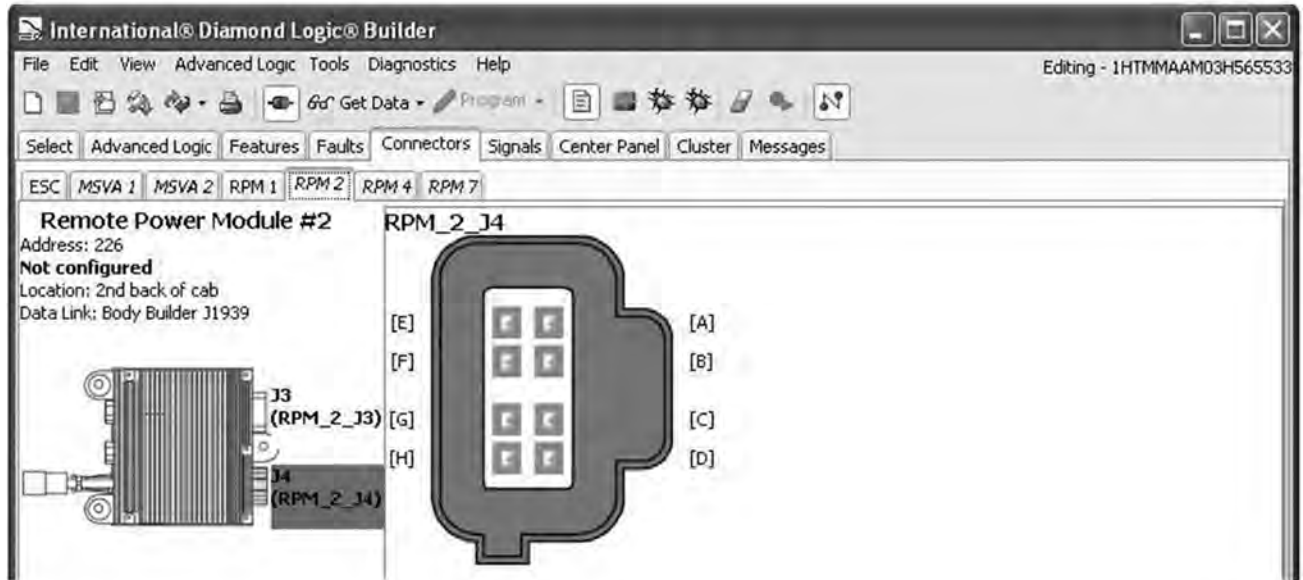 International® Diamond Logic® Builder
File Edit View Advanced Logic Tools Diagnostics Help
Editing - 1HTMMAAM03H565533
Get Data Program
Select Advanced Logic Features Faults Connectors Signals Center Panel Cluster Messages
ESC MSVA 1 MSVA 2 RPM 1 RPM 2 RPM 4 RPM 7
Remote Power Module #2
Address: 226
Not configured
Location: 2nd back of cab
Data Link: Body Builder J1939
J3
(RPM_2_J3)
J4
(RPM_2_J4)
RPM_2_J4
[E] [A]
[F] [B]
[G] [C]
[H] [D]